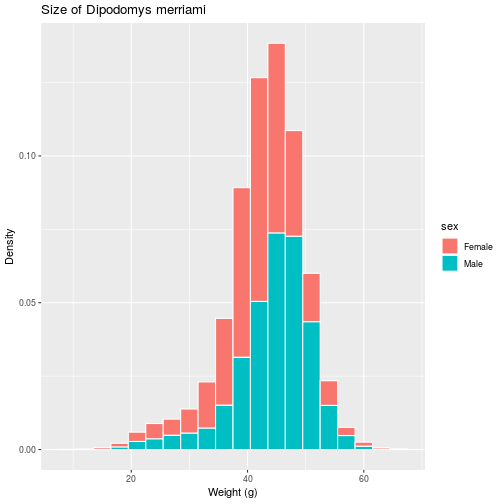 Size of Dipodomys merriami
Density
0.10
0.05
0.00
20
40
60
Weight (g)
sex
Female
Male